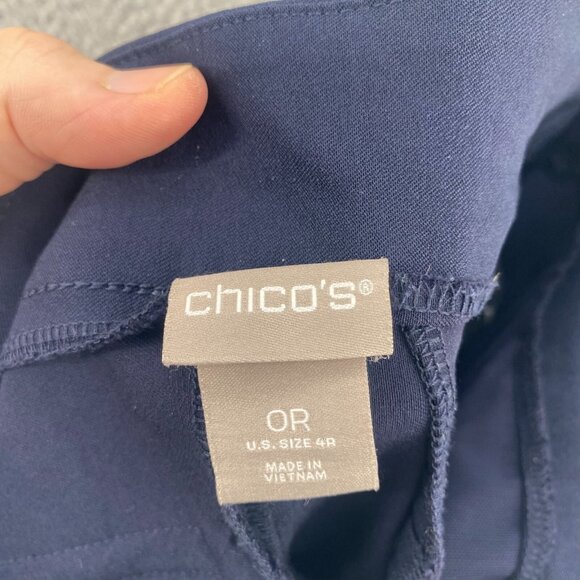 chico's®
0R
U.S. SIZE 4R
MADE IN
VIETNAM